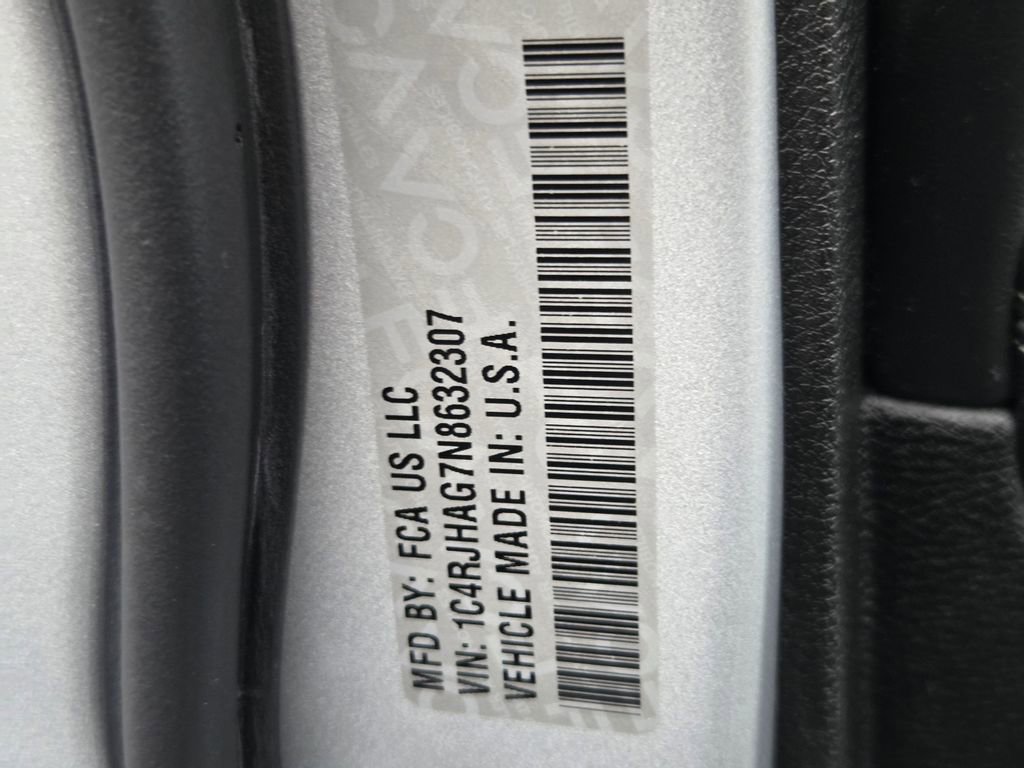 MFD BY: FCA US LLC
VIN: 1C4RJHAG7N8632307
VEHICLE MADE IN: U.S.A.